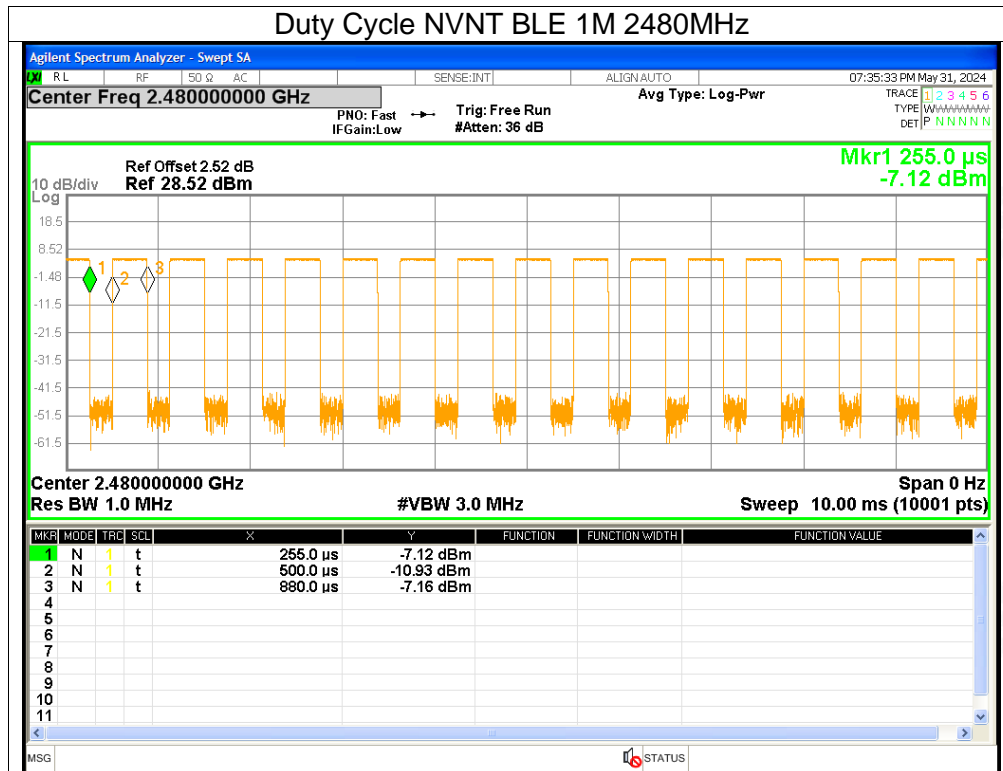 Duty Cycle NVNT BLE 1M 2480MHz
Agilent Spectrum Analyzer - Swept SA
LXI RL RF 50 Ω AC SENSE:INT ALIGN AUTO 07:35:33 PM May 31, 2024
Center Freq 2.480000000 GHz
PNO: Fast
IFGain:Low
Trig: Free Run
#Atten: 36 dB
Avg Type: Log-Pwr
TRACE 1 2 3 4 5 6
TYPE WWWWWW
DET P N N N N N
Mkr1 255.0 µs
-7.12 dBm
Ref Offset 2.52 dB
10 dB/div Ref 28.52 dBm
Log
18.5
8.52
-1.48
-11.5
-21.5
-31.5
-41.5
-51.5
-61.5
1
2
3
Center 2.480000000 GHz Span 0 Hz
Res BW 1.0 MHz #VBW 3.0 MHz Sweep 10.00 ms (10001 pts)
MKR MODE TRC SCL X Y FUNCTION FUNCTION WIDTH FUNCTION VALUE
1 N 1 t 255.0 µs -7.12 dBm
2 N 1 t 500.0 µs -10.93 dBm
3 N 1 t 880.0 µs -7.16 dBm
4
5
6
7
8
9
10
11
MSG STATUS